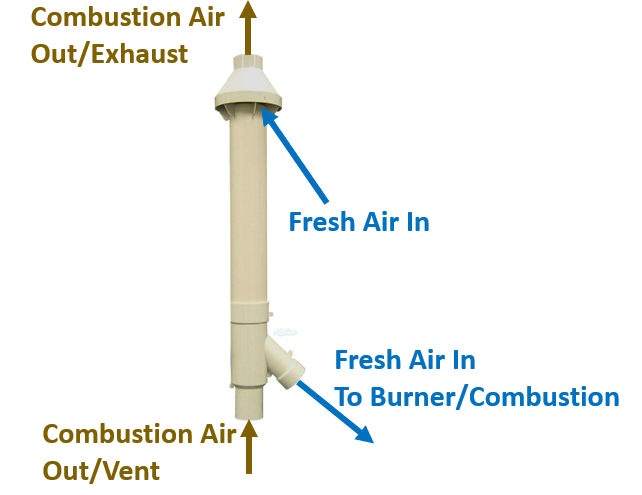 Combustion Air
Out/Exhaust
Fresh Air In
Fresh Air In
To Burner/Combustion
Combustion Air
Out/Vent